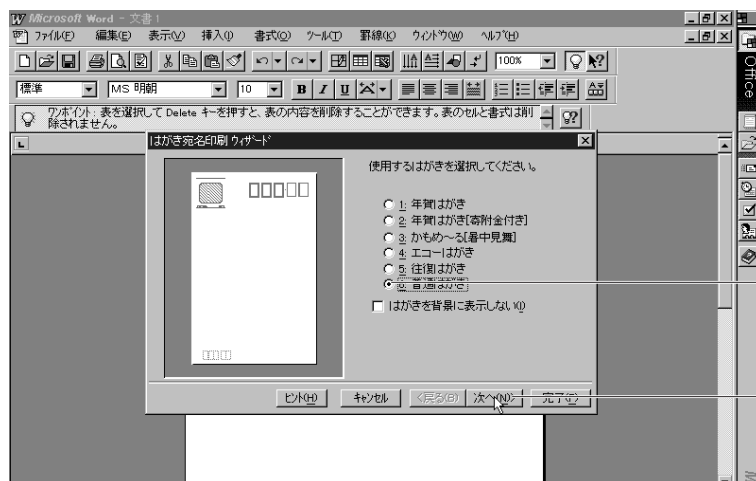 Microsoft Word - 文書1
ファイル(F) 編集(E) 表示(V) 挿入(I) 書式(O) ツール(T) 罫線(K) ウィンドウ(W) ヘルプ(H)
100%
標準 MS 明朝 10 B I U
ワンポイント: 表を選択して Delete キーを押すと、表の内容を削除することができます。表のセルと書式は削
除されません。
はがき宛名印刷 ウィザード
使用するはがきを選択してください。
1: 年賀はがき
2: 年賀はがき[寄附金付き]
3: かもめ~る[暑中見舞]
4: エコーはがき
5: 往復はがき
6: 普通はがき
はがきを背景に表示しない(I)
ヒント(H) キャンセル <戻る(B) 次へ(N)> 完了(F)
Office